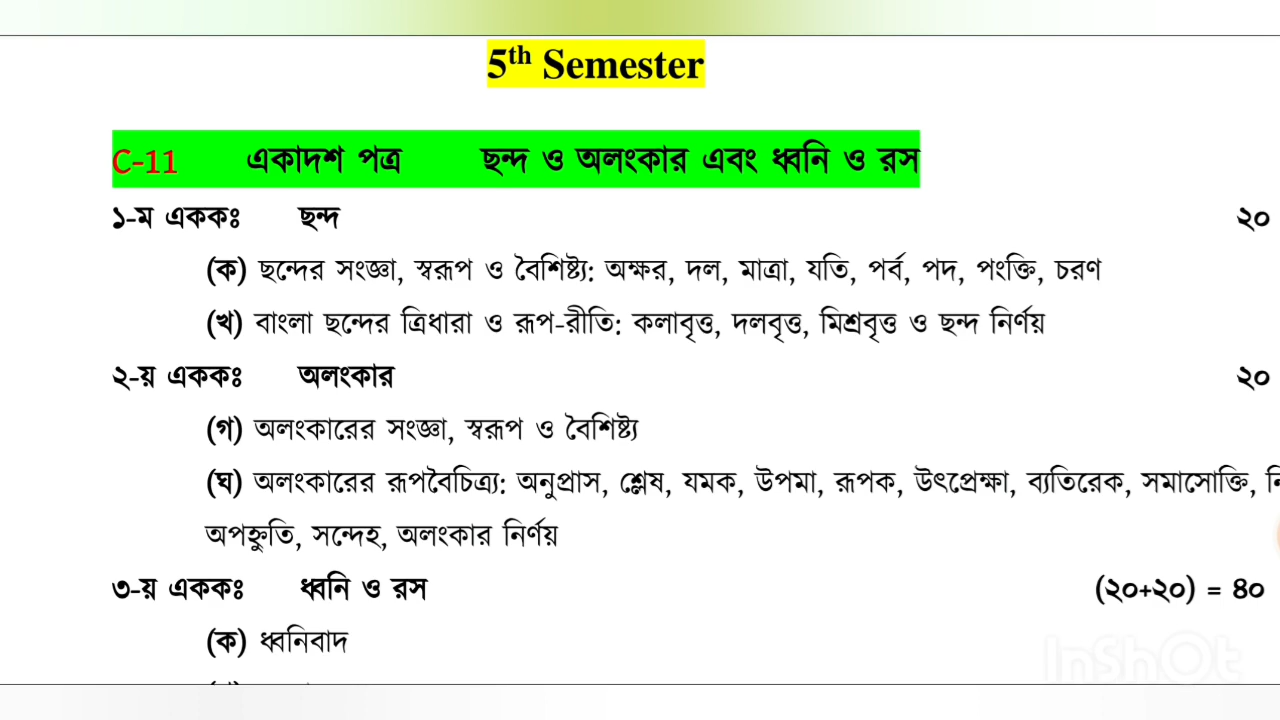 5th Semester
C-11 একাদশ পত্র ছন্দ ও অলংকার এবং ধ্বনি ও রস
১-ম এককঃ ছন্দ ২০
(ক) ছন্দের সংজ্ঞা, স্বরূপ ও বৈশিষ্ট্য: অক্ষর, দল, মাত্রা, যতি, পর্ব, পদ, পংক্তি, চরণ
(খ) বাংলা ছন্দের ত্রিধারা ও রূপ-রীতি: কলাবৃত্ত, দলবৃত্ত, মিশ্রবৃত্ত ও ছন্দ নির্ণয়
২-য় এককঃ অলংকার ২০
(গ) অলংকারের সংজ্ঞা, স্বরূপ ও বৈশিষ্ট্য
(ঘ) অলংকারের রূপবৈচিত্র্য: অনুপ্রাস, শ্লেষ, যমক, উপমা, রূপক, উৎপ্রেক্ষা, ব্যতিরেক, সমাসোক্তি,
অপহ্নুতি, সন্দেহ, অলংকার নির্ণয়
৩-য় এককঃ ধ্বনি ও রস (২০+২০) = ৪০
(ক) ধ্বনিবাদ
InShOt